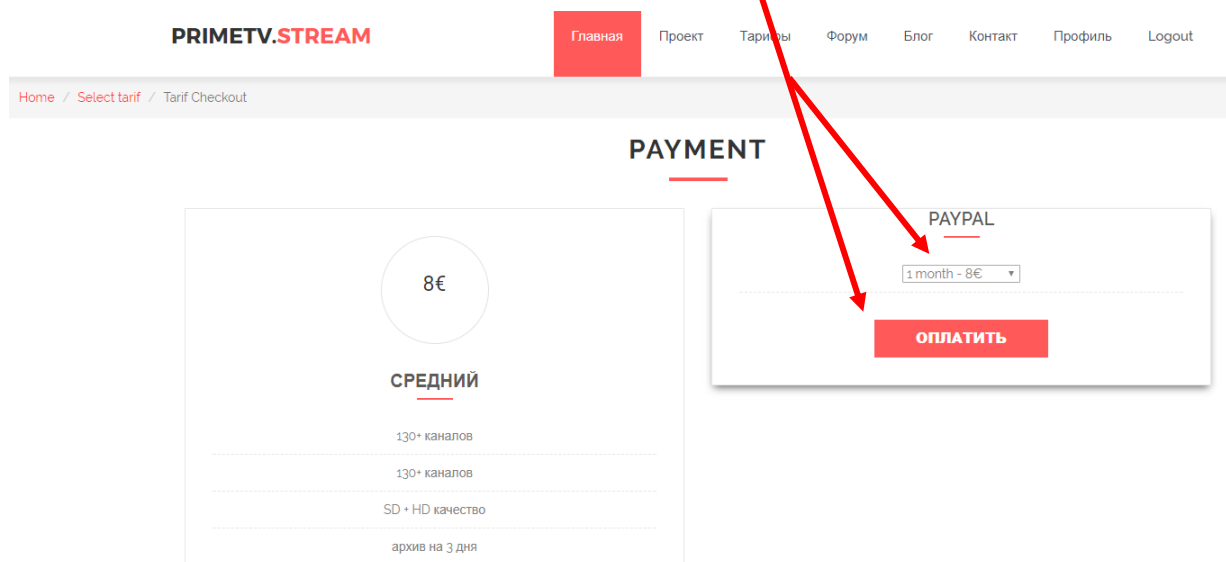 PRIMETV.STREAM
Главная Проект Тарифы Форум Блог Контакт Профиль Logout
Home / Select tarif / Tarif Checkout
PAYMENT
8€
СРЕДНИЙ
130+ каналов
130+ каналов
SD + HD качество
архив на 3 дня
PAYPAL
1 month - 8€
ОПЛАТИТЬ